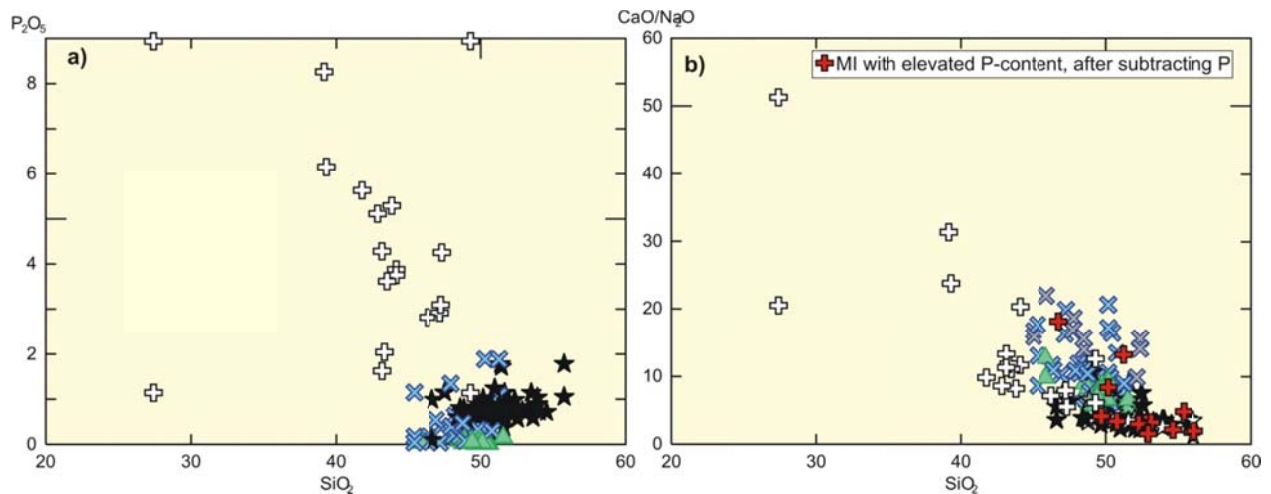 P₂O₅
a)
8
6
4
2
0
20 30 40 50 60
SiO₂
CaO/Na₂O
60
b)
MI with elevated P-content, after subtracting P
50
40
30
20
10
0
20 40 50 60
SiO₂